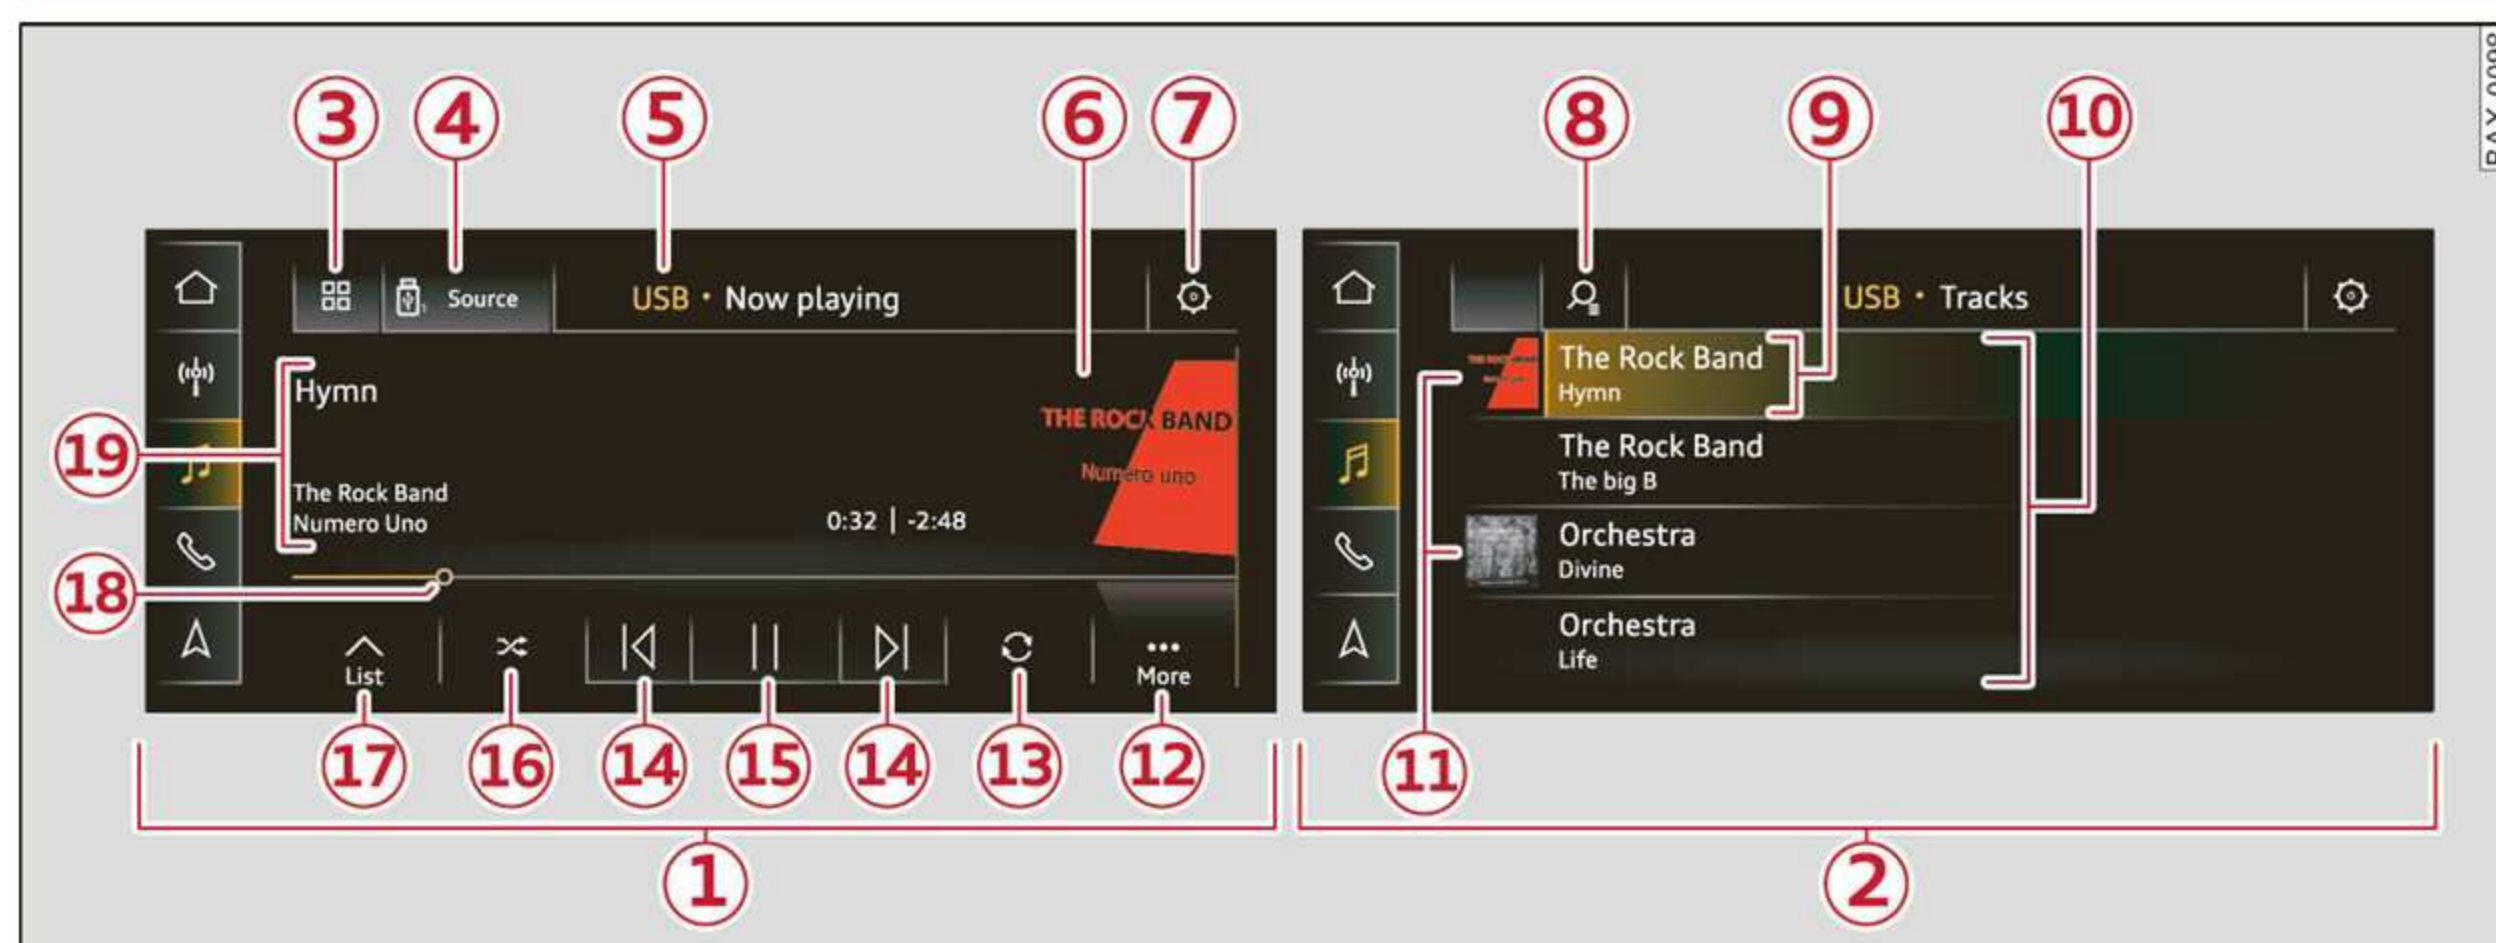 3 4 5 6 7 8 9 10
Source USB • Now playing
USB • Tracks
Hymn
The Rock Band
Numero Uno
0:32 | -2:48
THE ROCK BAND
Numero uno
The Rock Band
Hymn
The Rock Band
The big B
Orchestra
Divine
Orchestra
Life
19
18
List
More
17 16 14 15 14 13 12 11
1 2